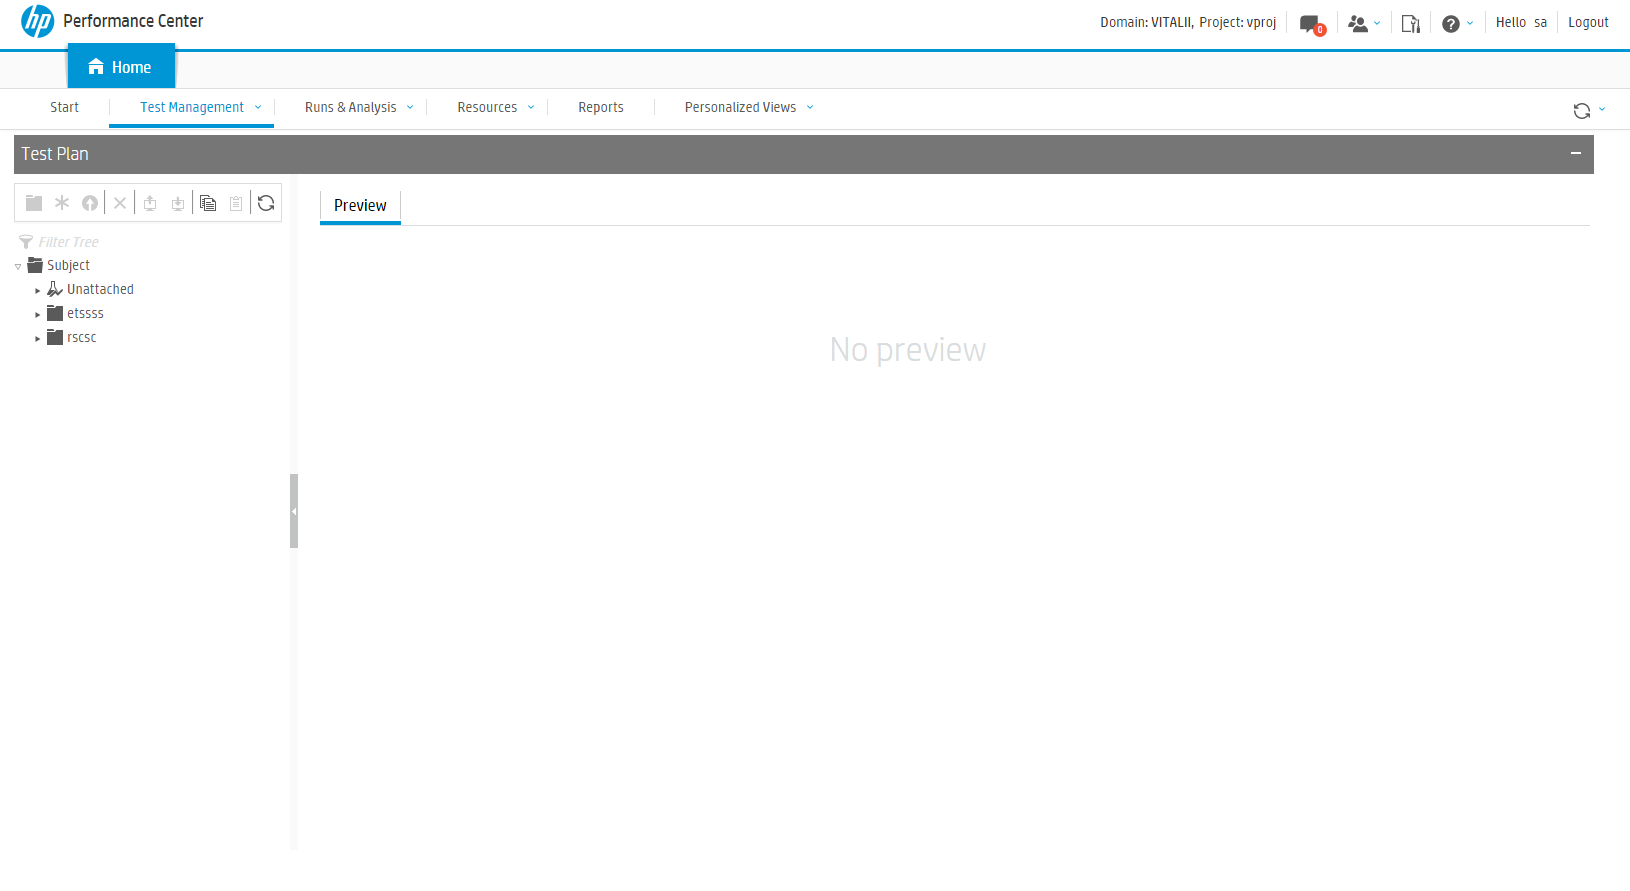 hp Performance Center
Domain: VITALII, Project: vproj
0
?
Hello sa
Logout
Home
Start
Test Management
Runs & Analysis
Resources
Reports
Personalized Views
Test Plan
Preview
Filter Tree
Subject
Unattached
etssss
rscsc
No preview